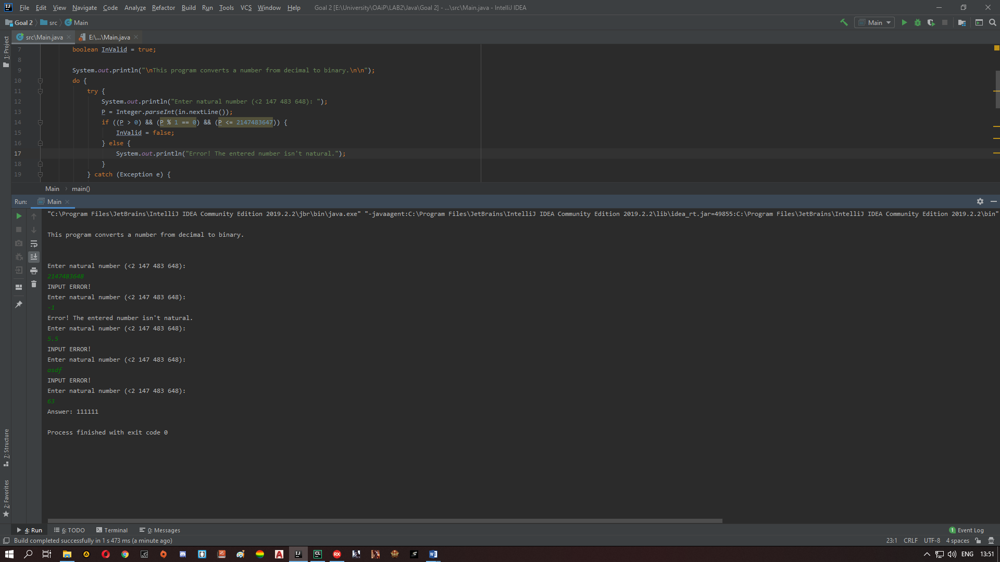 File Edit View Navigate Code Analyze Refactor Build Run Tools VCS Window Help Goal 2 [E:\University\OAiP\LAB2\Java\Goal 2] - ...\src\Main.java - IntelliJ IDEA
Goal 2 src Main Main
1: Project
src\Main.java E:\...\Main.java
7 boolean InValid = true;
8
9 System.out.println("\nThis program converts a number from decimal to binary.\n\n");
10 do {
11 try {
12 System.out.println("Enter natural number (<2 147 483 648): ");
13 P = Integer.parseInt(in.nextLine());
14 if ((P > 0) && (P % 1 == 0) && (P <= 2147483647)) {
15 InValid = false;
16 } else {
17 System.out.println("Error! The entered number isn't natural.");
18 }
19 } catch (Exception e) {
Main main()
Run: Main
"C:\Program Files\JetBrains\IntelliJ IDEA Community Edition 2019.2.2\jbr\bin\java.exe" "-javaagent:C:\Program Files\JetBrains\IntelliJ IDEA Community Edition 2019.2.2\lib\idea_rt.jar=49855:C:\Program Files\JetBrains\IntelliJ IDEA Community Edition 2019.2.2\bin"
This program converts a number from decimal to binary.
Enter natural number (<2 147 483 648):
2147483648
INPUT ERROR!
Enter natural number (<2 147 483 648):
-1
Error! The entered number isn't natural.
Enter natural number (<2 147 483 648):
5.5
INPUT ERROR!
Enter natural number (<2 147 483 648):
asdf
INPUT ERROR!
Enter natural number (<2 147 483 648):
63
Answer: 111111
Process finished with exit code 0
7: Structure
2: Favorites
4: Run 6: TODO Terminal 0: Messages 1 Event Log
Build completed successfully in 1 s 473 ms (a minute ago) 23:1 CRLF UTF-8 4 spaces
ENG 13:51